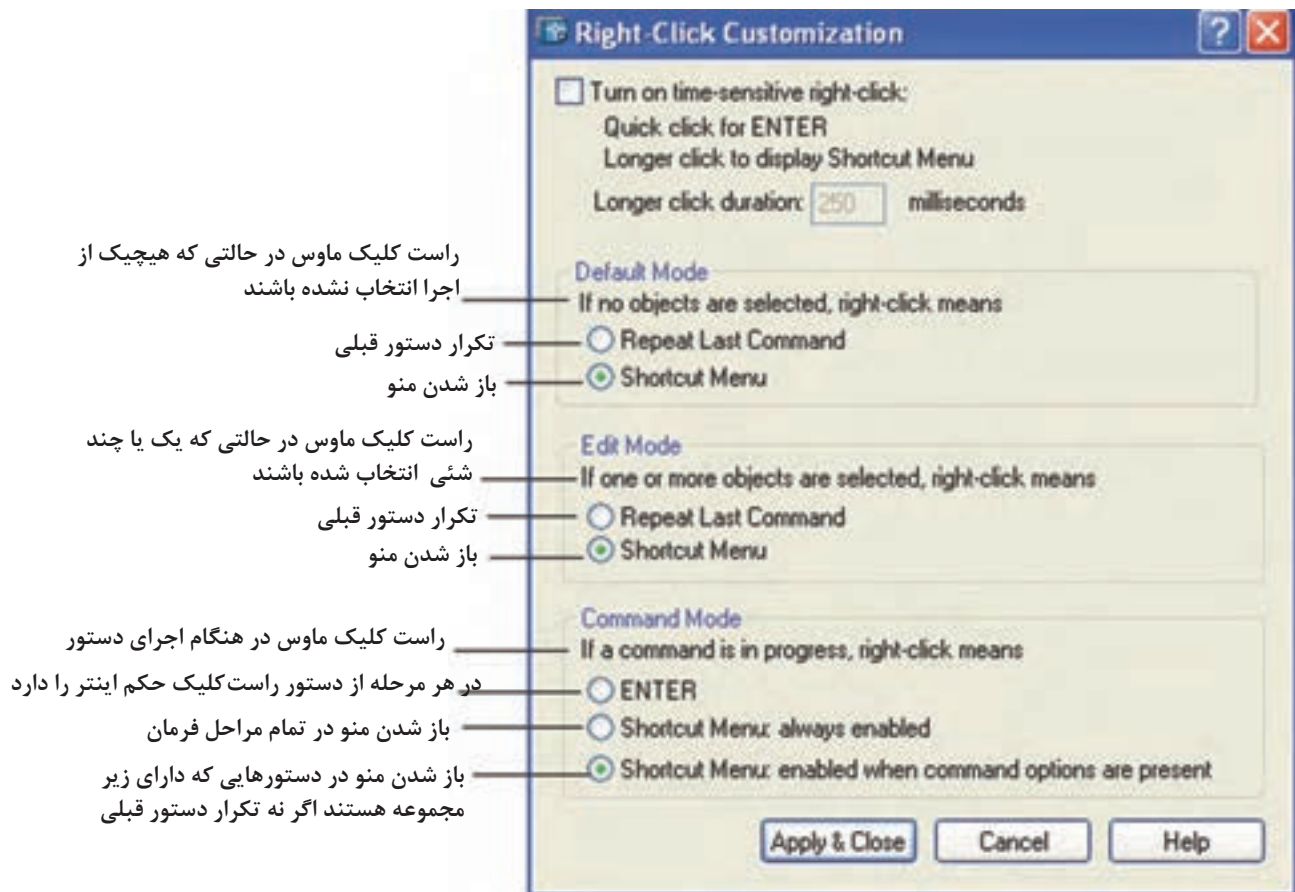 Right-Click Customization
Turn on time-sensitive right-click:
Quick click for ENTER
Longer click to display Shortcut Menu
Longer click duration: 250 milliseconds
راست کلیک ماوس در حالتی که هیچیک از
اجرا انتخاب نشده باشند
Default Mode
If no objects are selected, right-click means
تکرار دستور قبلی
Repeat Last Command
باز شدن منو
Shortcut Menu
راست کلیک ماوس در حالتی که یک یا چند
شئی انتخاب شده باشند
Edit Mode
If one or more objects are selected, right-click means
تکرار دستور قبلی
Repeat Last Command
باز شدن منو
Shortcut Menu
راست کلیک ماوس در هنگام اجرای دستور
Command Mode
If a command is in progress, right-click means
در هر مرحله از دستور راست کلیک حکم اینتر را دارد
ENTER
باز شدن منو در تمام مراحل فرمان
Shortcut Menu: always enabled
باز شدن منو در دستورهایی که دارای زیر
مجموعه هستند اگر نه تکرار دستور قبلی
Shortcut Menu: enabled when command options are present
Apply & Close Cancel Help